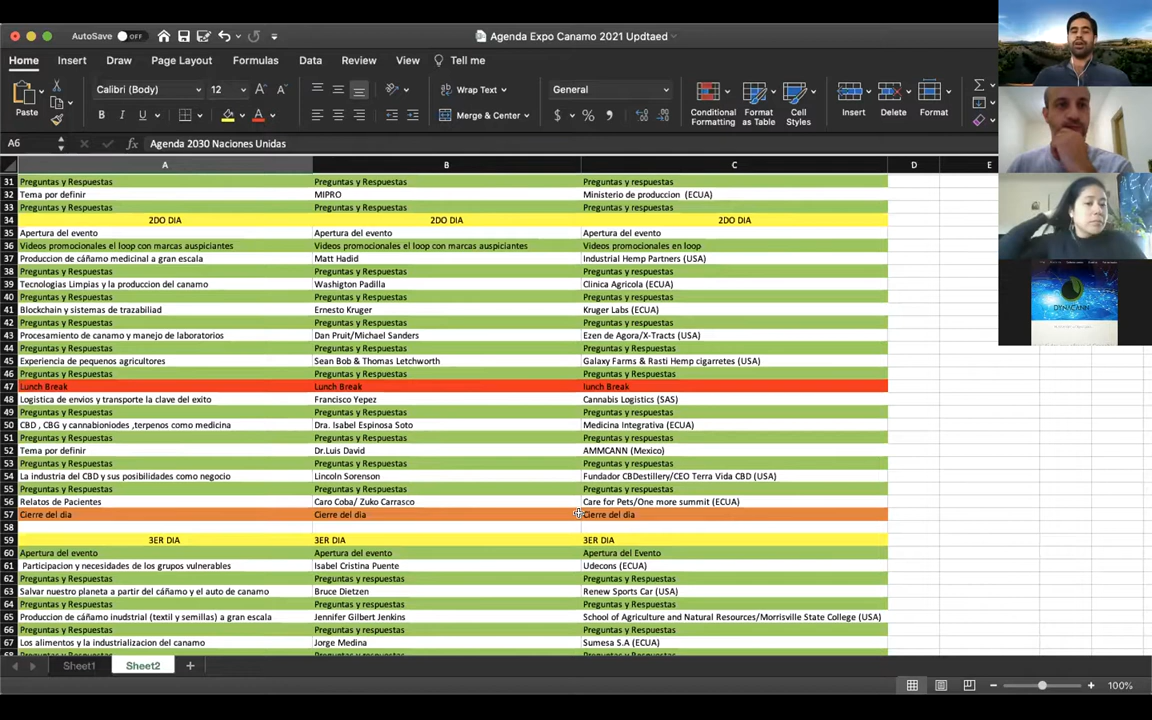 AutoSave OFF Agenda Expo Canamo 2021 Updtaed
Home Insert Draw Page Layout Formulas Data Review View Tell me
Paste Calibri (Body) 12 A A Wrap Text General
B I U A Merge & Center $ % Conditional Formatting Format as Table Cell Styles Insert Delete Format
A6 fx Agenda 2030 Naciones Unidas
A B C D E
31 Preguntas y Respuestas Preguntas y Respuestas Preguntas y respuestas
32 Tema por definir MIPRO Ministerio de produccion (ECUA)
33 Preguntas y Respuestas Preguntas y Respuestas Preguntas y Respuestas
34 2DO DIA 2DO DIA 2DO DIA
35 Apertura del evento Apertura del evento Apertura del evento
36 Videos promocionales el loop con marcas auspiciantes Videos promocionales el loop con marcas auspiciantes Videos promocionales en loop
37 Produccion de cáñamo medicinal a gran escala Matt Hadid Industrial Hemp Partners (USA)
38 Preguntas y Respuestas Preguntas y Respuestas Preguntas y Respuestas
39 Tecnologias Limpias y la produccion del canamo Washigton Padilla Clinica Agricola (ECUA)
40 Preguntas y Respuestas Preguntas y Respuestas Preguntas y Respuestas
41 Blockchain y sistemas de trazabiliad Ernesto Kruger Kruger Labs (ECUA)
42 Preguntas y Respuestas Preguntas y Respuestas Preguntas y Respuestas
43 Procesamiento de canamo y manejo de laboratorios Dan Pruit/Michael Sanders Ezen de Agora/X-Tracts (USA)
44 Preguntas y Respuestas Preguntas y Respuestas Preguntas y Respuestas
45 Experiencia de pequenos agricultores Sean Bob & Thomas Letchworth Galaxy Farms & Rasti Hemp cigarretes (USA)
46 Preguntas y Respuestas Preguntas y Respuestas Preguntas y Respuestas
47 Lunch Break Lunch Break lunch Break
48 Logistica de envios y transporte la clave del exito Francisco Yepez Cannabis Logistics (SAS)
49 Preguntas y Respuestas Preguntas y Respuestas Preguntas y Respuestas
50 CBD , CBG y cannabioniodes ,terpenos como medicina Dra. Isabel Espinosa Soto Medicina Integrativa (ECUA)
51 Preguntas y Respuestas Preguntas y Respuestas Preguntas y Respuestas
52 Tema por definir Dr.Luis David AMMCANN (Mexico)
53 Preguntas y Respuestas Preguntas y Respuestas Preguntas y Respuestas
54 La industria del CBD y sus posibilidades como negocio Lincoln Sorenson Fundador CBDestillery/CEO Terra Vida CBD (USA)
55 Preguntas y Respuestas Preguntas y Respuestas Preguntas y respuestas
56 Relatos de Pacientes Caro Coba/ Zuko Carrasco Care for Pets/One more summit (ECUA)
57 Cierre del dia Cierre del dia Cierre del dia
58
59 3ER DIA 3ER DIA 3ER DIA
60 Apertura del evento Apertura del evento Apertura del Evento
61 Participacion y necesidades de los grupos vulnerables Isabel Cristina Puente Udecons (ECUA)
62 Preguntas y Respuestas Preguntas y respuestas Preguntas y Respuestas
63 Salvar nuestro planeta a partir del cáñamo y el auto de canamo Bruce Dietzen Renew Sports Car (USA)
64 Preguntas y Respuestas Preguntas y respuestas Preguntas y Respuestas
65 Produccion de cáñamo inudstrial (textil y semillas) a gran escala Jennifer Gilbert Jenkins School of Agriculture and Natural Resources/Morrisville State College (USA)
66 Preguntas y Respuestas Preguntas y respuestas Preguntas y Respuestas
67 Los alimentos y la industrializacion del canamo Jorge Medina Sumesa S.A (ECUA)
Sheet1 Sheet2 +
100%
DYNACANN